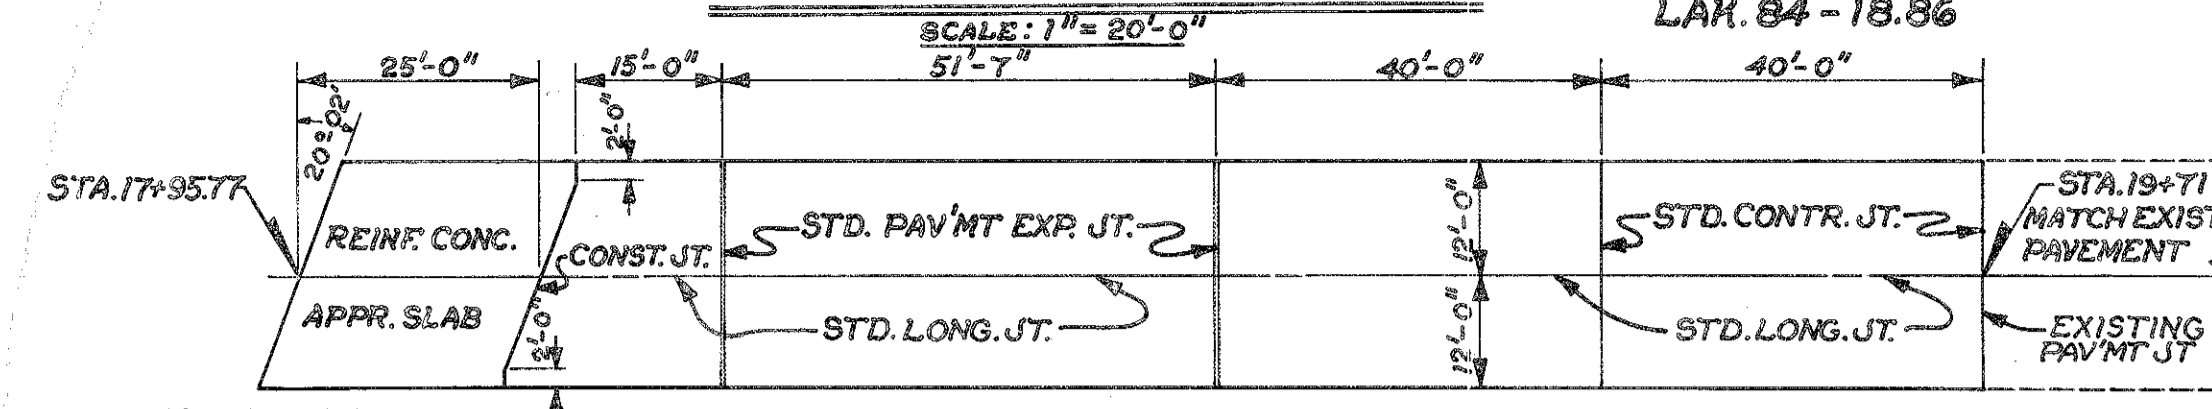 SCALE: 1"= 20'-0"
LAK. 84 - 18.86
25'-0"
15'-0"
51'-7"
40'-0"
40'-0"
20°-02'
2'-0"
STA. 17+95.77
REINF. CONC.
CONST. JT.
STD. PAV'MT EXP. JT.
12'-0"
STD. CONTR. JT.
STA. 19+71
MATCH EXIST
PAVEMENT
APPR. SLAB
2'-0"
STD. LONG. JT.
12'-0"
STD. LONG. JT.
EXISTING
PAV'MT JT